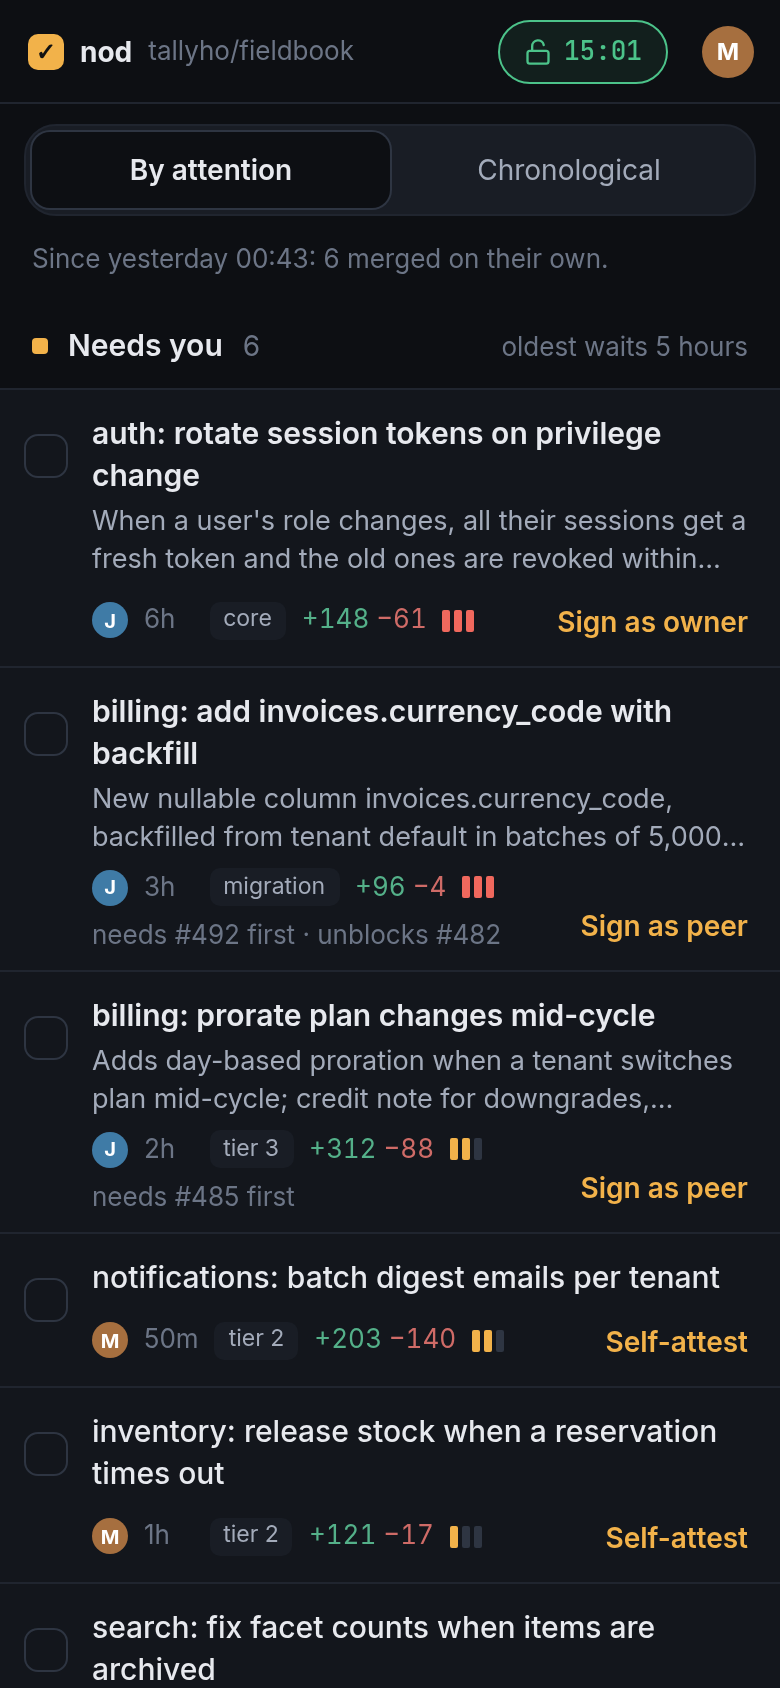 ✓ nod tallyho/fieldbook 15:01 M
By attention Chronological
Since yesterday 00:43: 6 merged on their own.
Needs you 6 oldest waits 5 hours
auth: rotate session tokens on privilege
change
When a user's role changes, all their sessions get a
fresh token and the old ones are revoked within...
J 6h core +148 −61 Sign as owner
billing: add invoices.currency_code with
backfill
New nullable column invoices.currency_code,
backfilled from tenant default in batches of 5,000...
J 3h migration +96 −4
needs #492 first · unblocks #482 Sign as peer
billing: prorate plan changes mid-cycle
Adds day-based proration when a tenant switches
plan mid-cycle; credit note for downgrades,...
J 2h tier 3 +312 −88
needs #485 first Sign as peer
notifications: batch digest emails per tenant
M 50m tier 2 +203 −140 Self-attest
inventory: release stock when a reservation
times out
M 1h tier 2 +121 −17 Self-attest
search: fix facet counts when items are
archived